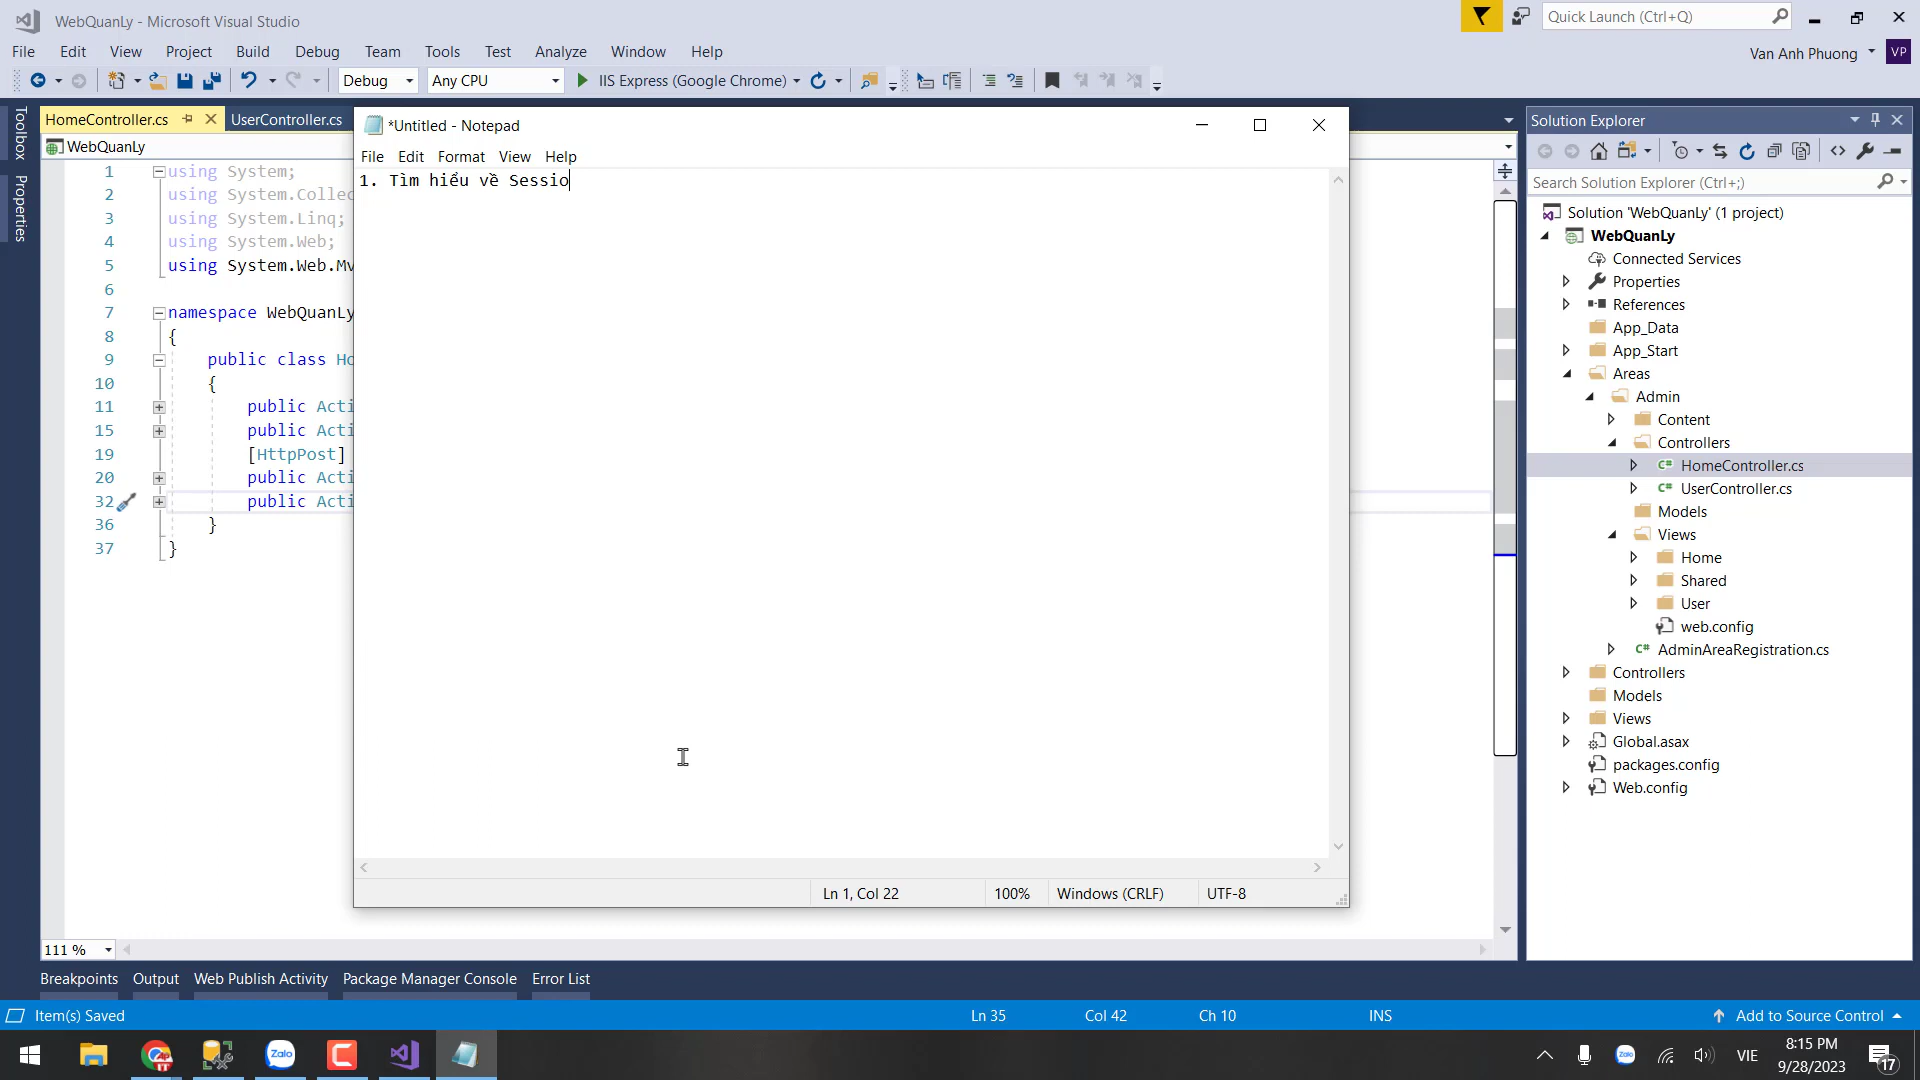 WebQuanLy - Microsoft Visual Studio
Quick Launch (Ctrl+Q)
File Edit View Project Build Debug Team Tools Test Analyze Window Help
Van Anh Phuong VP
Debug Any CPU IIS Express (Google Chrome)
HomeController.cs UserController.cs
WebQuanLy
Toolbox
Properties
1 using System;
2 using System.Collec
3 using System.Linq;
4 using System.Web;
5 using System.Web.Mv
6
7 namespace WebQuanLy
8 {
9 public class Ho
10 {
11 public Acti
15 public Acti
19 [HttpPost]
20 public Acti
32 public Acti
36 }
37 }
111 %
*Untitled - Notepad
File Edit Format View Help
1. Tìm hiểu về Sessio
Ln 1, Col 22 100% Windows (CRLF) UTF-8
Solution Explorer
Search Solution Explorer (Ctrl+;)
Solution 'WebQuanLy' (1 project)
WebQuanLy
Connected Services
Properties
References
App_Data
App_Start
Areas
Admin
Content
Controllers
C# HomeController.cs
C# UserController.cs
Models
Views
Home
Shared
User
web.config
C# AdminAreaRegistration.cs
Controllers
Models
Views
Global.asax
packages.config
Web.config
Breakpoints Output Web Publish Activity Package Manager Console Error List
Item(s) Saved Ln 35 Col 42 Ch 10 INS Add to Source Control
Zalo
VIE
8:15 PM
9/28/2023
17